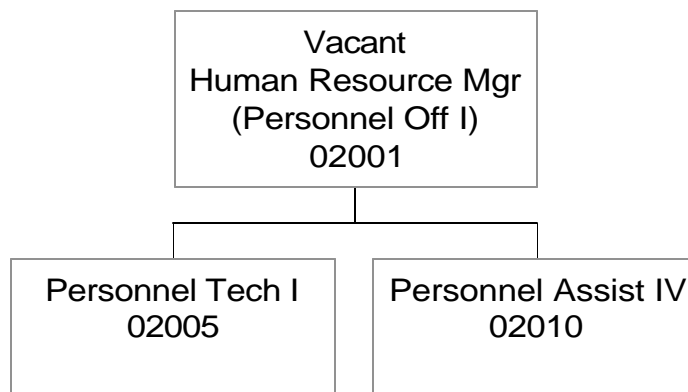 Vacant
Human Resource Mgr
(Personnel Off I)
02001
Personnel Tech I
02005
Personnel Assist IV
02010